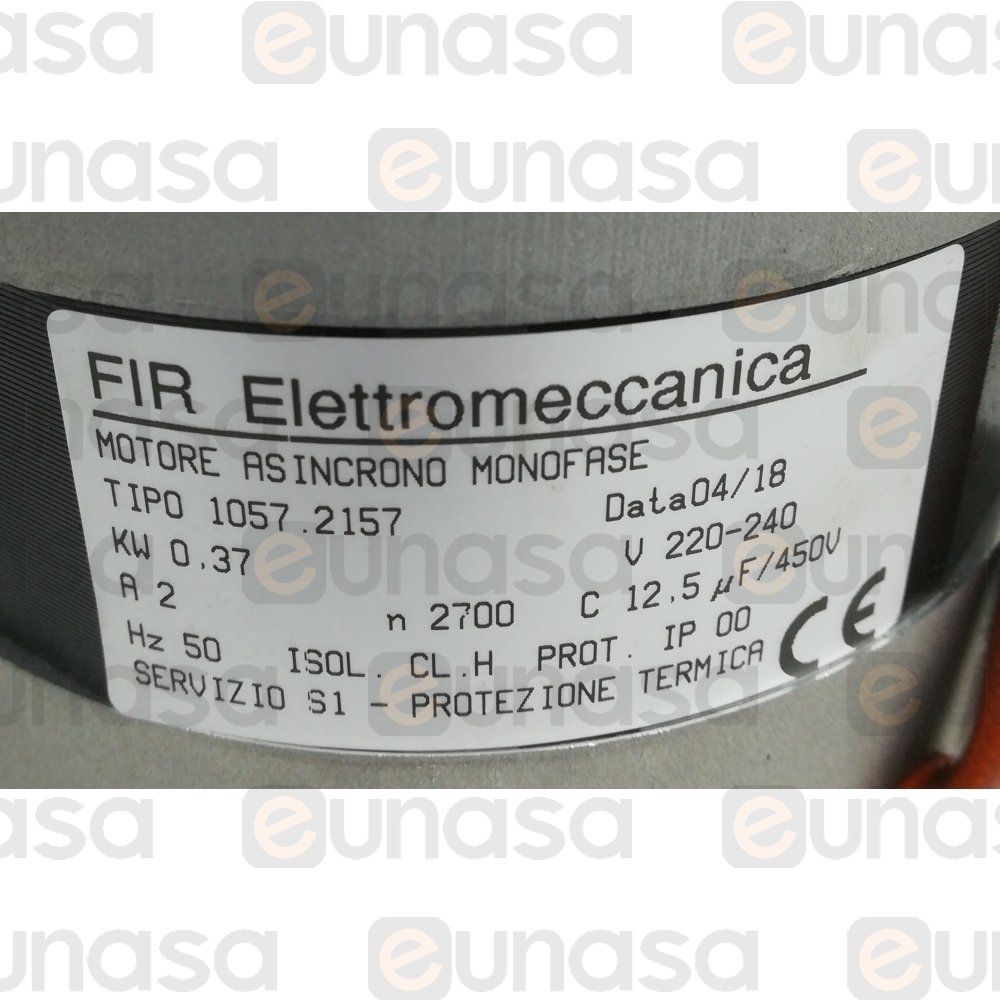 FIR Elettromeccanica
MOTORE ASINCRONO MONOFASE
TIPO 1057.2157 Data04/18
KW 0.37 V 220-240
A 2 n 2700 C 12,5 µF/450V
Hz 50 ISOL. CL.H PROT. IP 00
SERVIZIO S1 - PROTEZIONE TERMICA
CE
eunasa